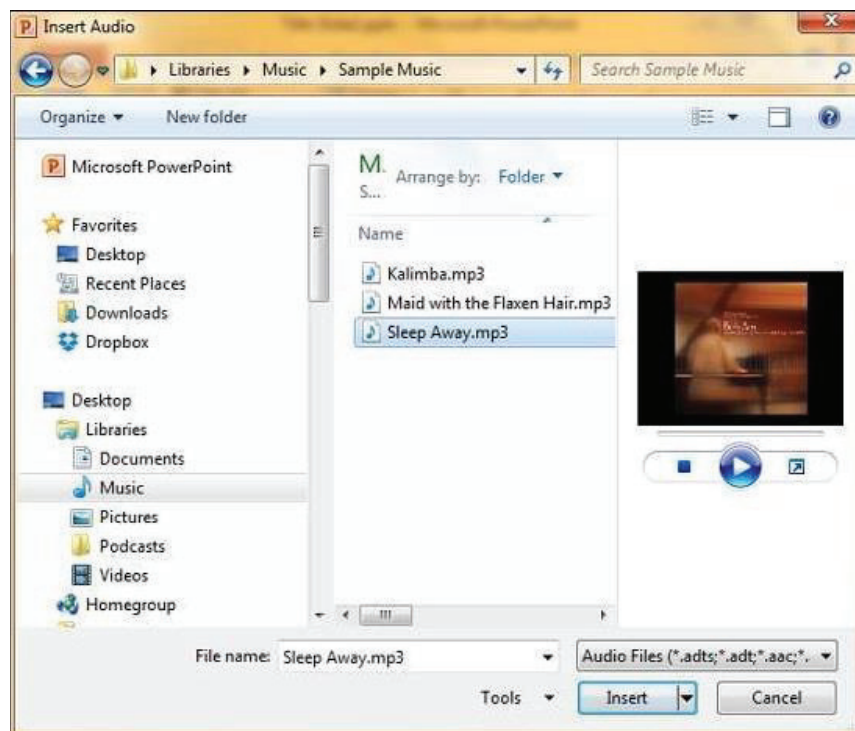 Insert Audio
Libraries Music Sample Music
Search Sample Music
Organize New folder
Microsoft PowerPoint
Favorites
Desktop
Recent Places
Downloads
Dropbox
Desktop
Libraries
Documents
Music
Pictures
Podcasts
Videos
Homegroup
M.
S...
Arrange by: Folder
Name
Kalimba.mp3
Maid with the Flaxen Hair.mp3
Sleep Away.mp3
File name: Sleep Away.mp3
Audio Files (*.adts;*.adt;*.aac;*.
Tools Insert Cancel